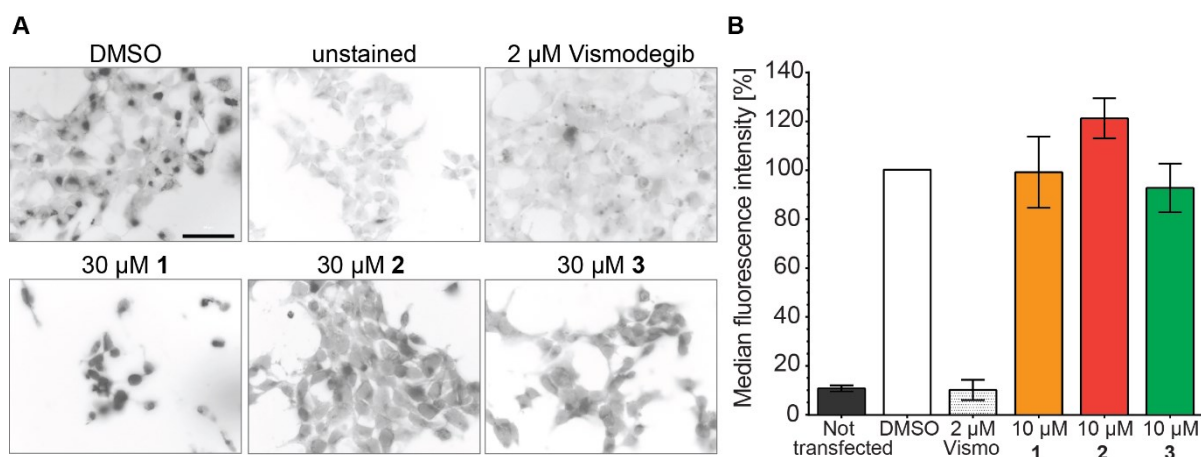 A
DMSO
unstained
2 µM Vismodegib
30 µM 1
30 µM 2
30 µM 3
B
Median fluorescence intensity [%]
140
120
100
80
60
40
20
0
Not transfected
DMSO
2 µM Vismo
10 µM 1
10 µM 2
10 µM 3